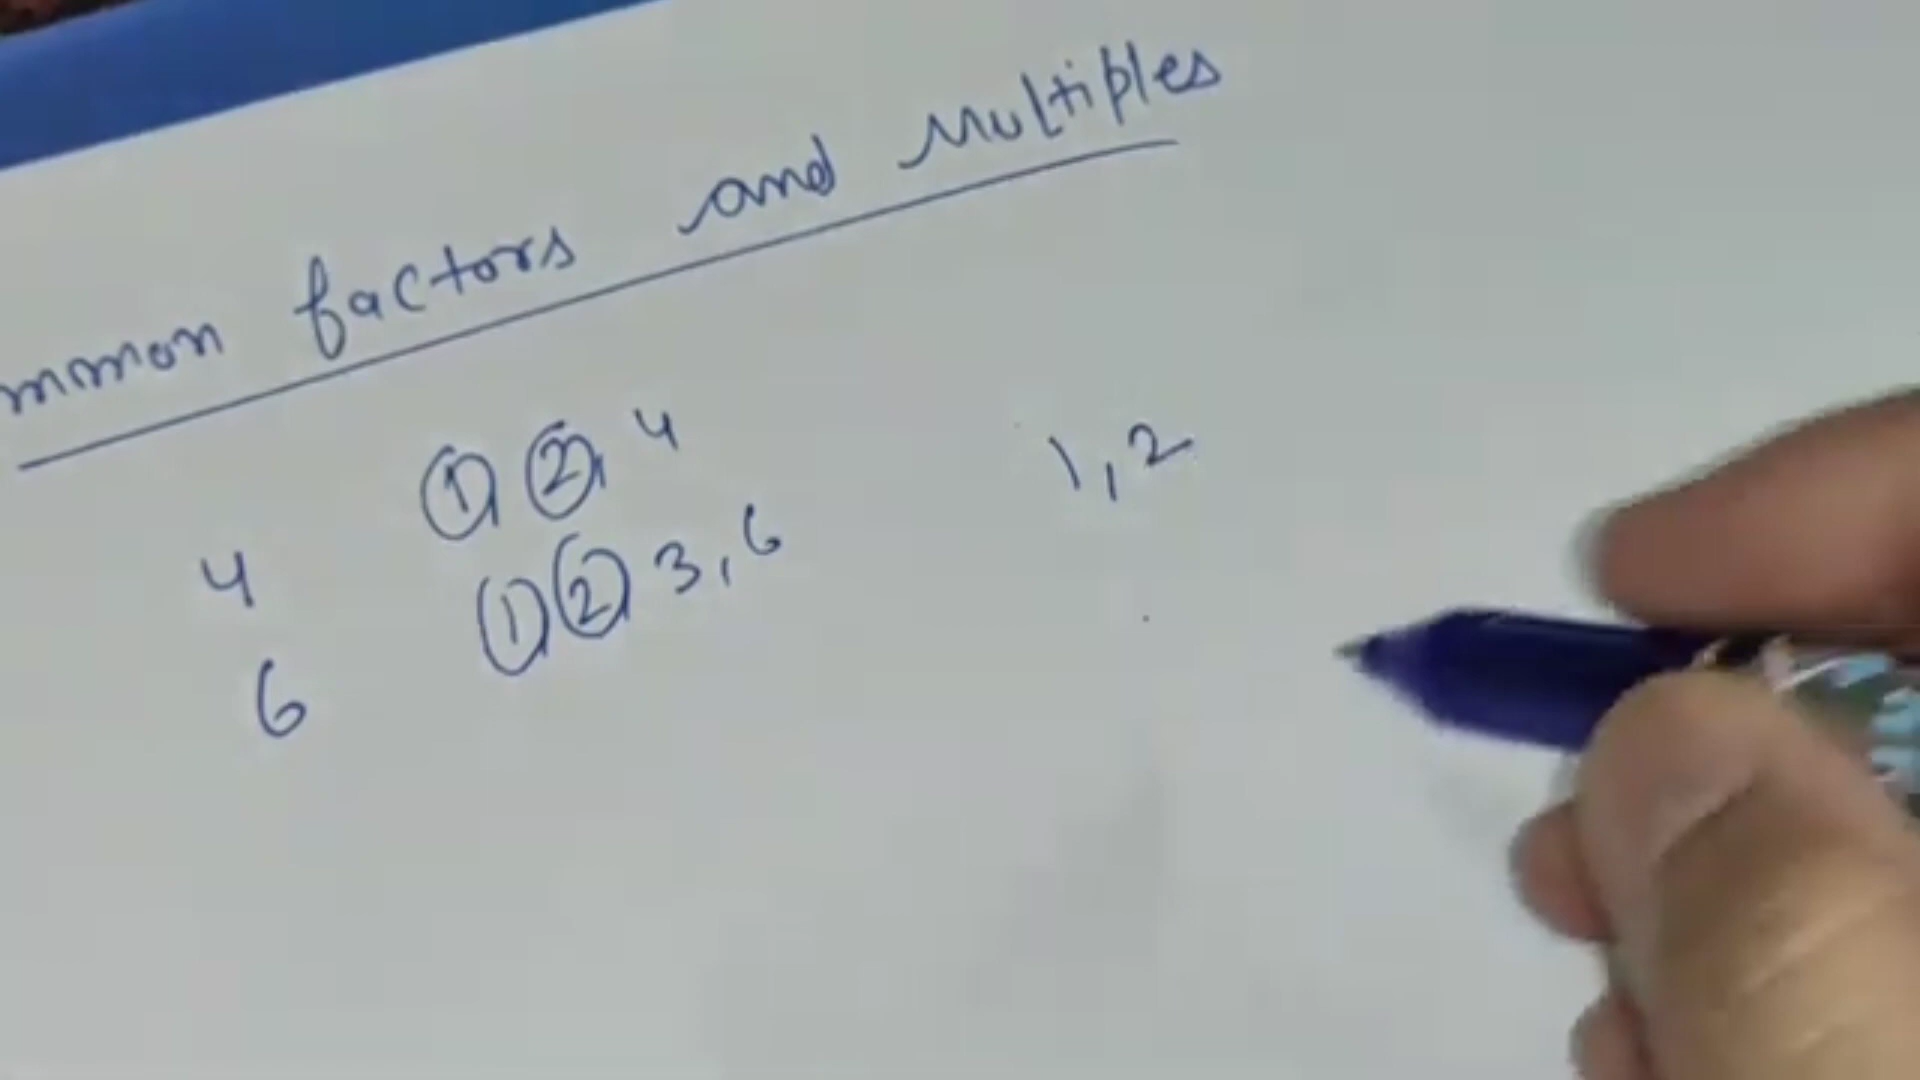 mmon factors and Multiples
4 1, 2, 4 1, 2
6 1, 2, 3, 6